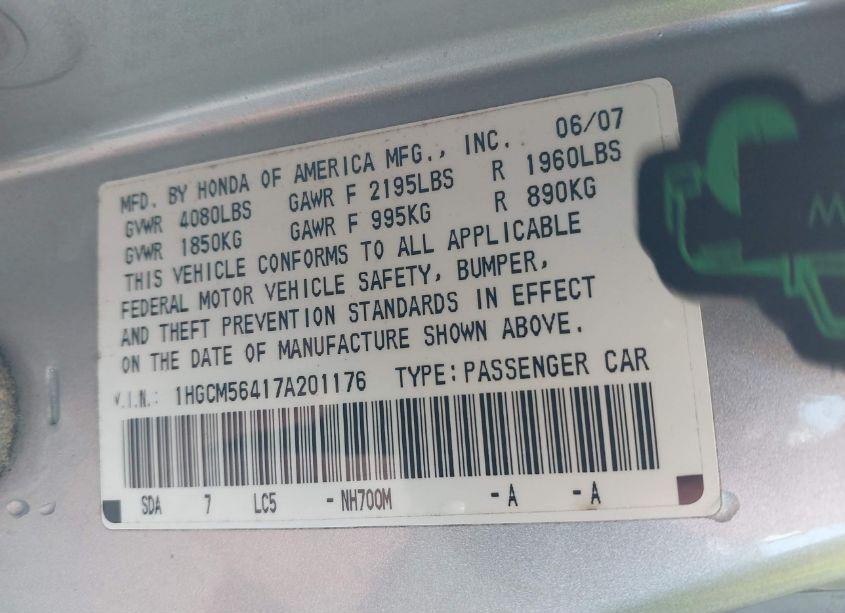 MFD. BY HONDA OF AMERICA MFG., INC. 06/07
GVWR 4080LBS GAWR F 2195LBS R 1960LBS
GVWR 1850KG GAWR F 995KG R 890KG
THIS VEHICLE CONFORMS TO ALL APPLICABLE
FEDERAL MOTOR VEHICLE SAFETY, BUMPER,
AND THEFT PREVENTION STANDARDS IN EFFECT
ON THE DATE OF MANUFACTURE SHOWN ABOVE.
V.I.N.: 1HGCM56417A201176 TYPE: PASSENGER CAR
SDA 7 LC5 - NH700M - A - A